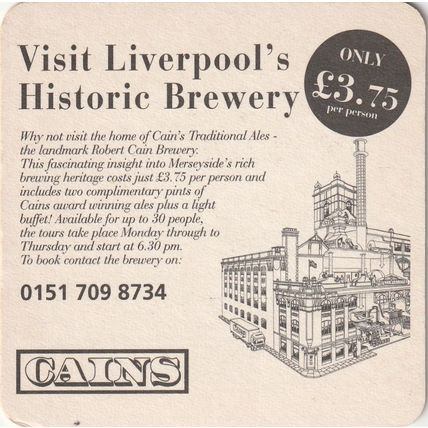 Visit Liverpool's
Historic Brewery
ONLY
£3.75
per person
Why not visit the home of Cain's Traditional Ales -
the landmark Robert Cain Brewery.
This fascinating insight into Merseyside's rich
brewing heritage costs just £3.75 per person and
includes two complimentary pints of
Cains award winning ales plus a light
buffet! Available for up to 30 people,
the tours take place Monday through to
Thursday and start at 6.30 pm.
To book contact the brewery on:
0151 709 8734
CAINS